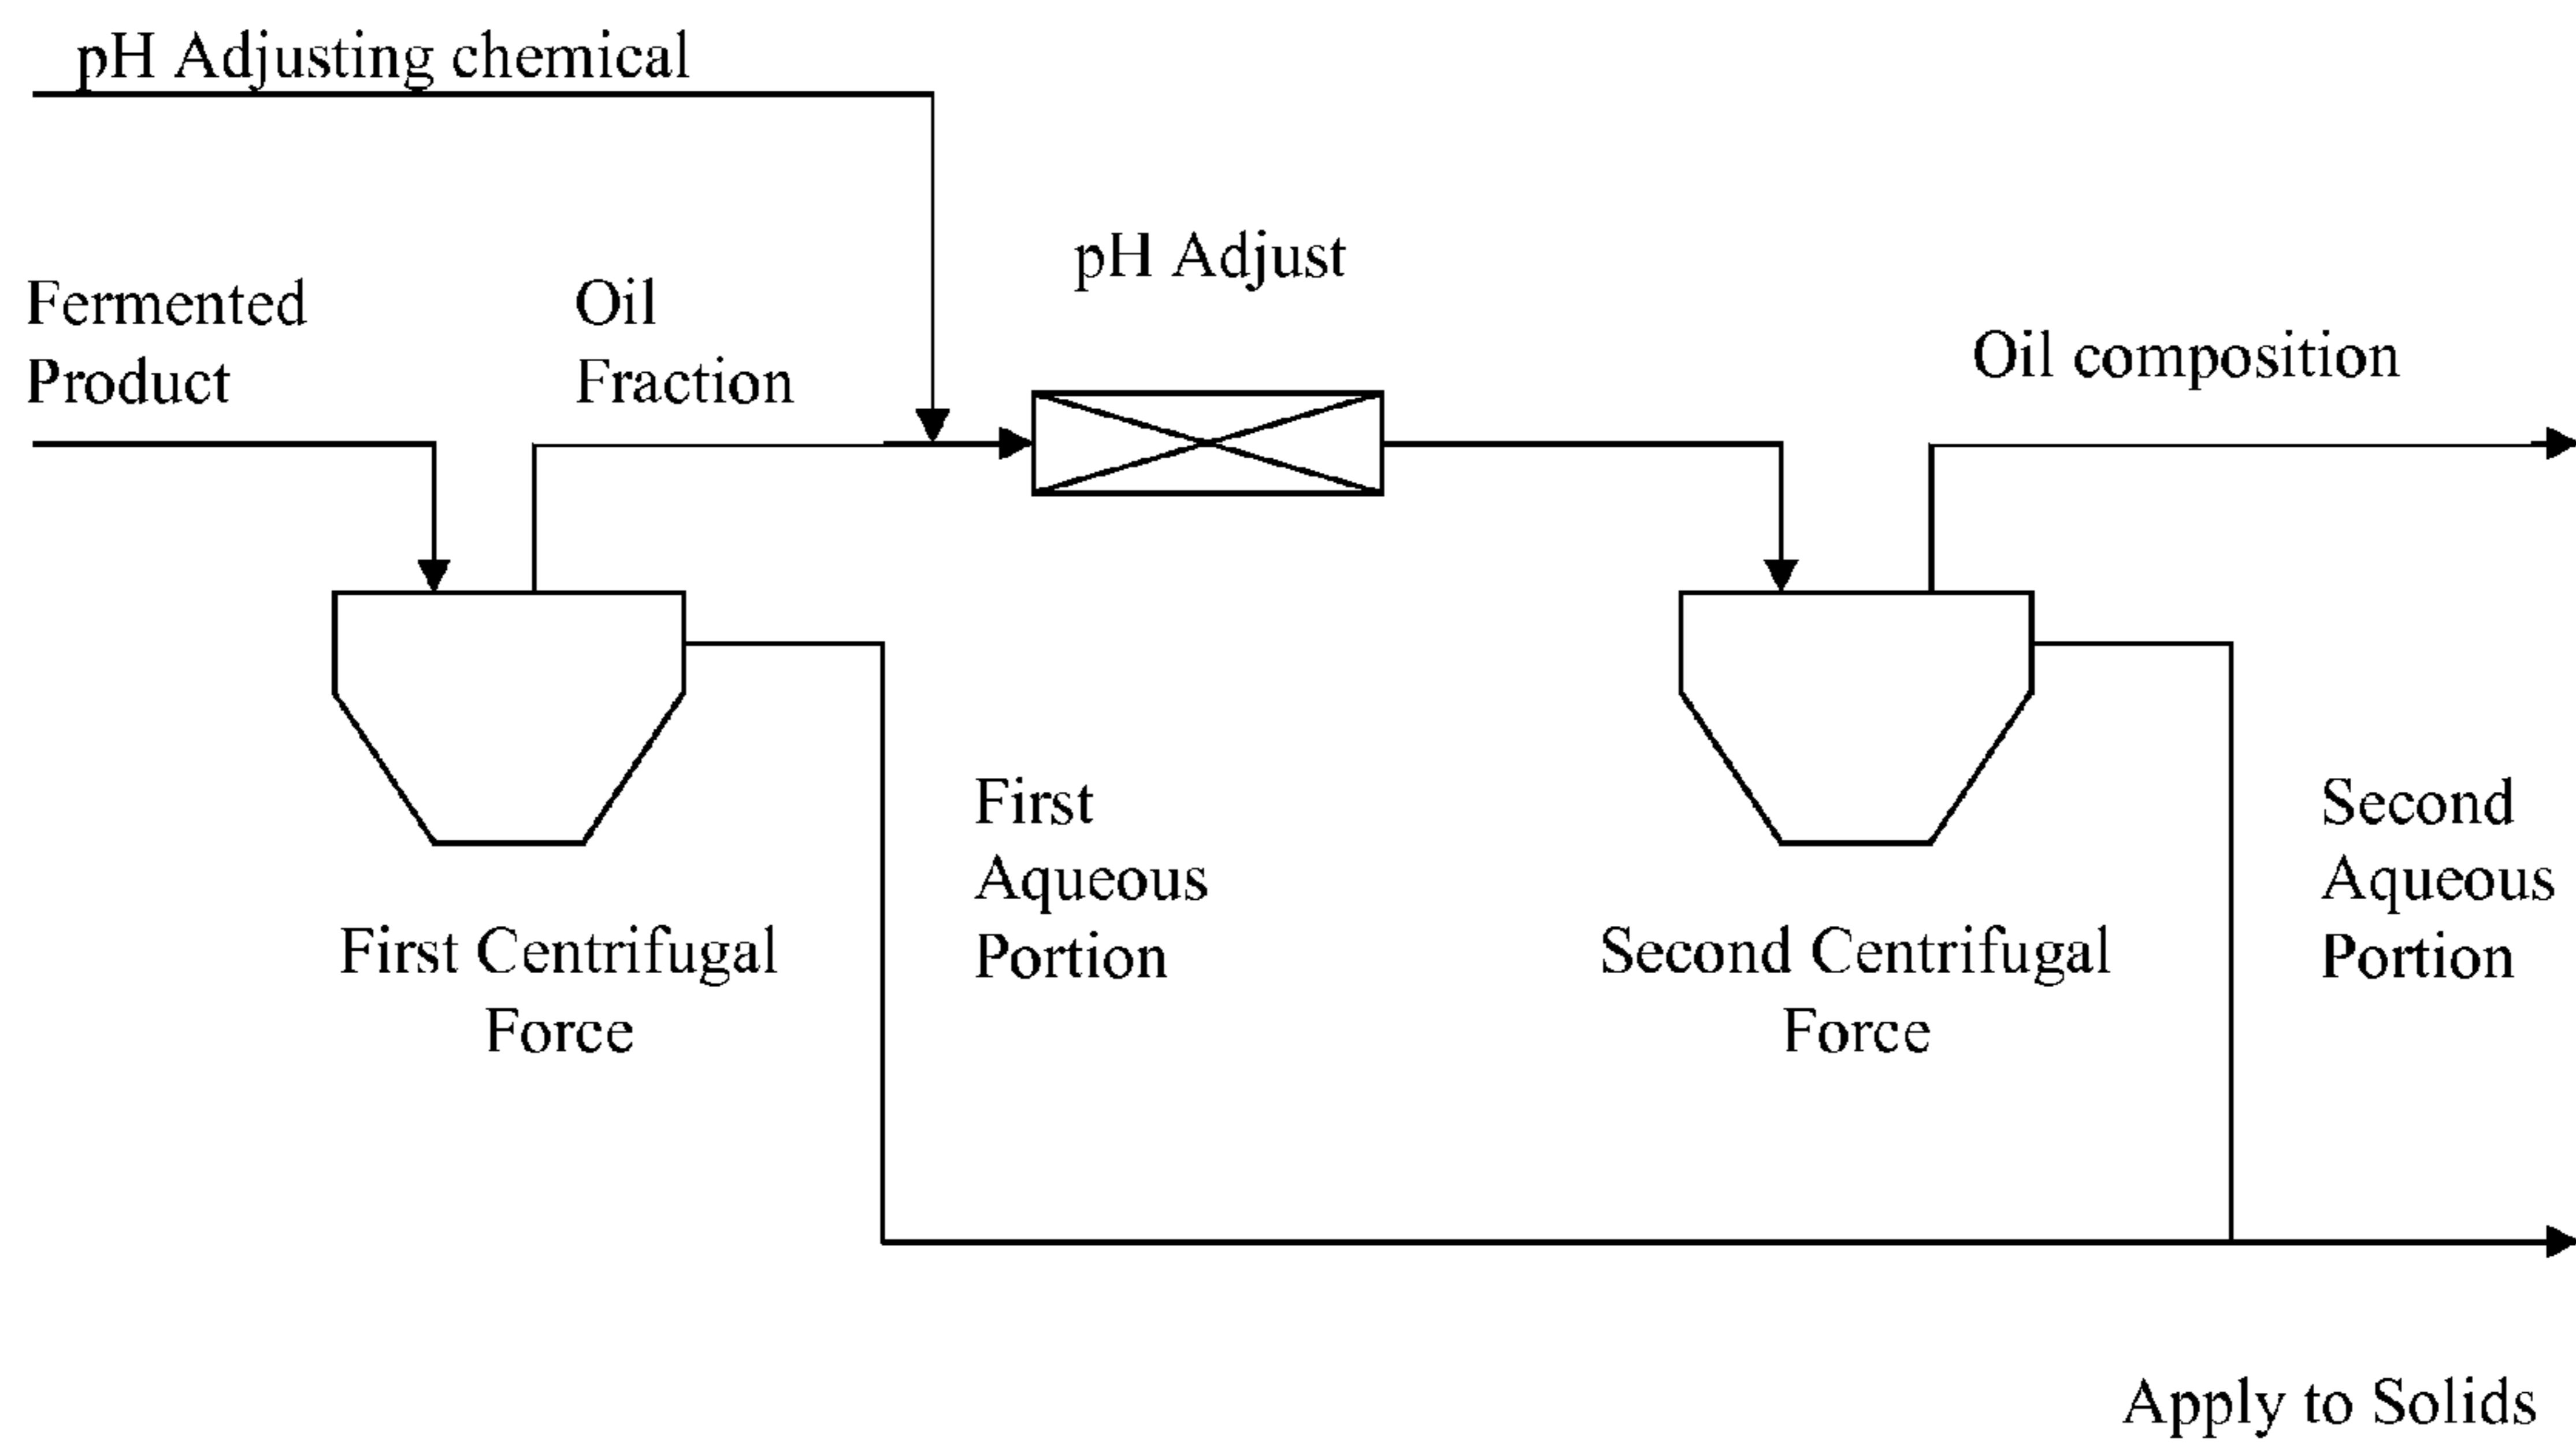 pH Adjusting chemical
pH Adjust
Fermented
Product
Oil
Fraction
Oil composition
First
Aqueous
Portion
Second
Aqueous
Portion
First Centrifugal
Force
Second Centrifugal
Force
Apply to Solids